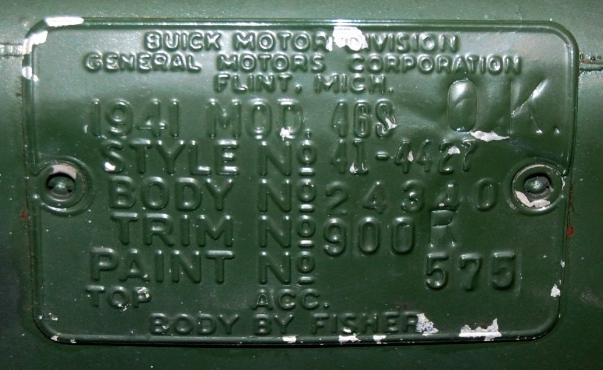 BUICK MOTOR DIVISION
GENERAL MOTORS CORPORATION
FLINT, MICH.
O.K.
1941 MOD. 46S
STYLE No 41-4427
BODY No 24340
TRIM No 900 R
PAINT No 575
TOP ACC.
BODY BY FISHER